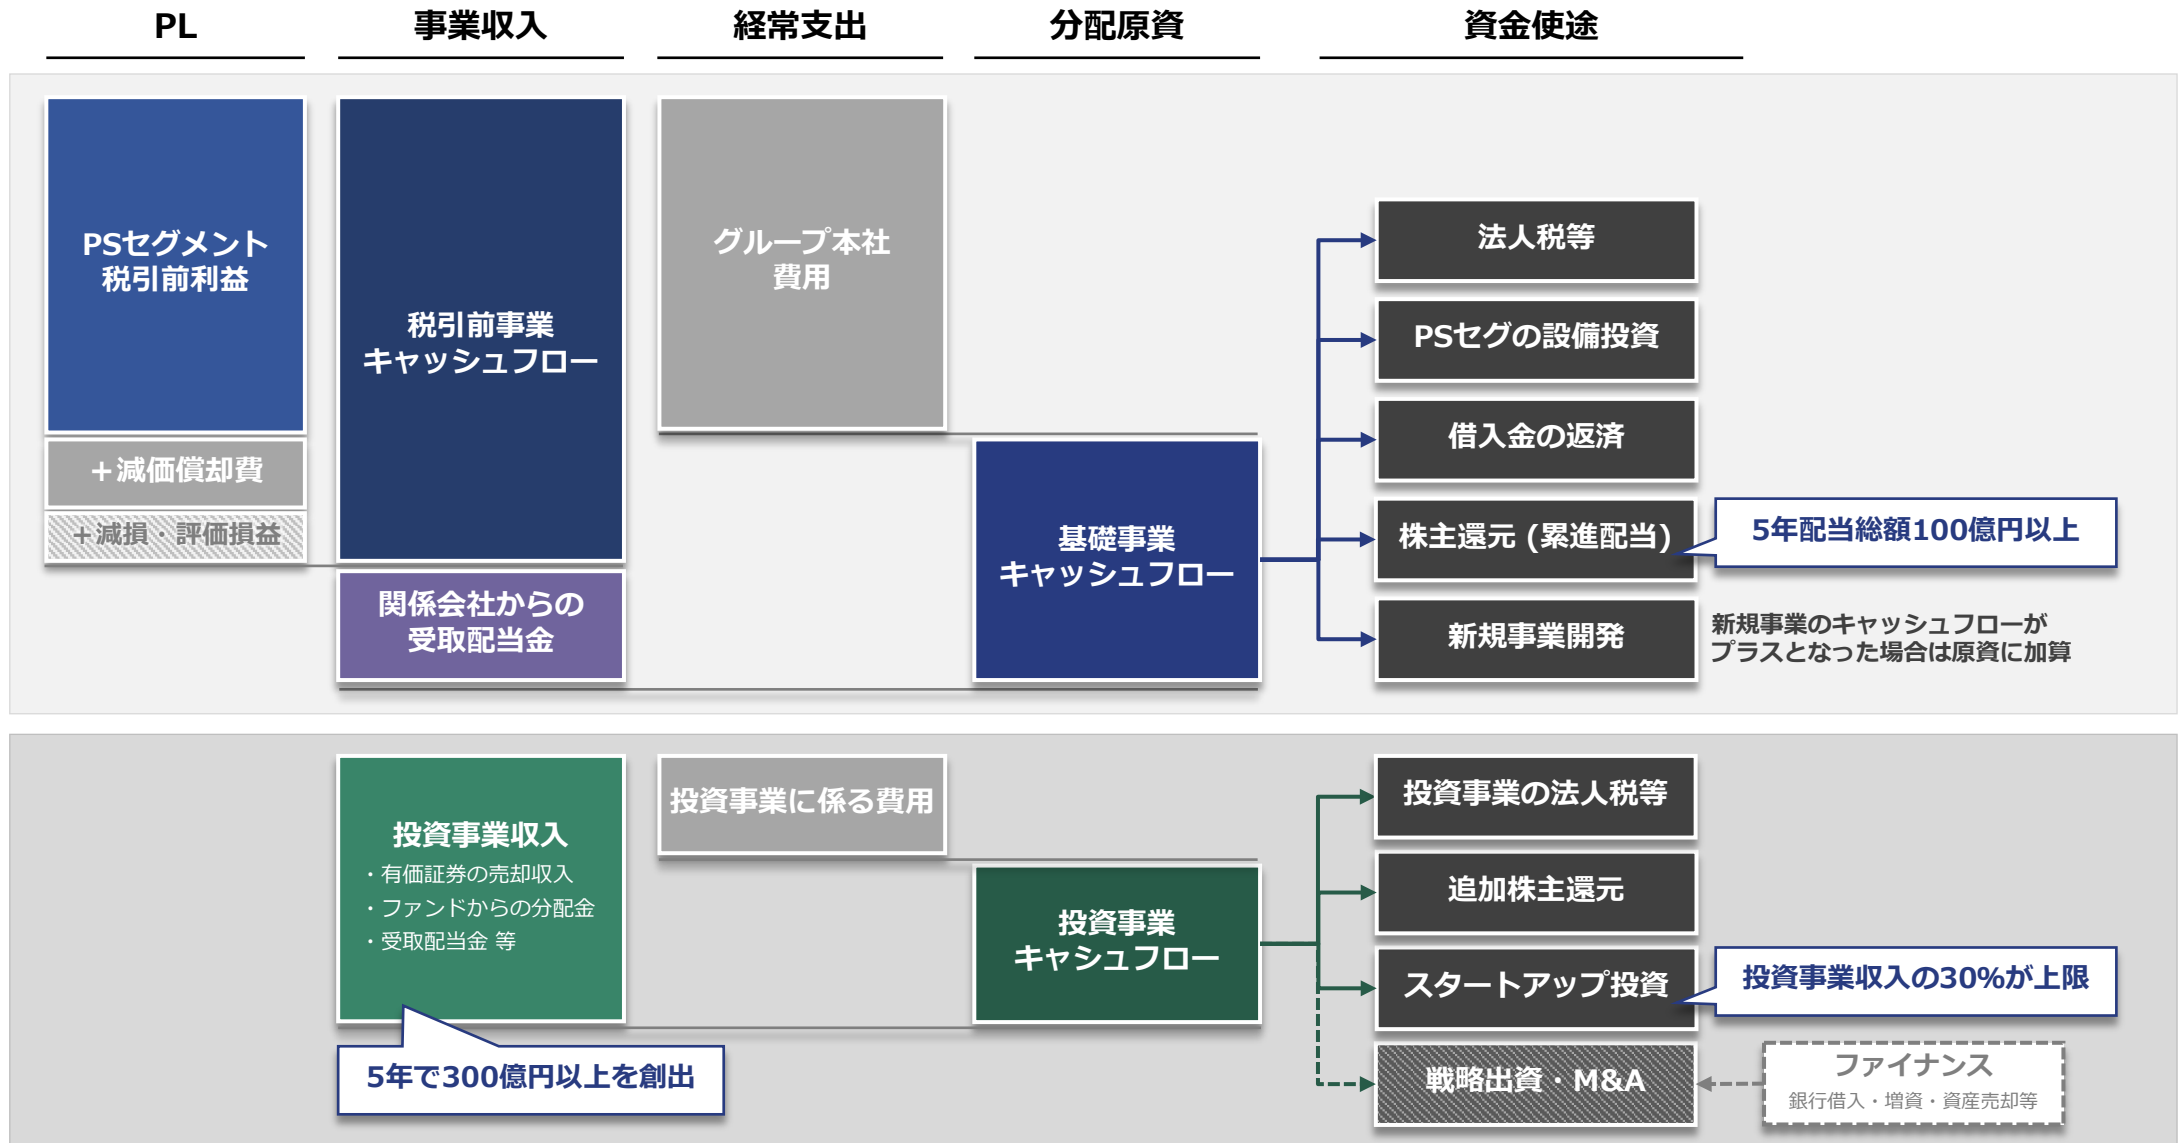 PL
事業収入
経常支出
分配原資
資金使途
PSセグメント
税引前利益
＋減価償却費
＋減損・評価損益
税引前事業
キャッシュフロー
関係会社からの
受取配当金
グループ本社
費用
基礎事業
キャッシュフロー
法人税等
PSセグの設備投資
借入金の返済
株主還元 (累進配当)
5年配当総額100億円以上
新規事業開発
新規事業のキャッシュフローが
プラスとなった場合は原資に加算
投資事業収入
・有価証券の売却収入
・ファンドからの分配金
・受取配当金 等
5年で300億円以上を創出
投資事業に係る費用
投資事業
キャシュフロー
投資事業の法人税等
追加株主還元
スタートアップ投資
投資事業収入の30%が上限
戦略出資・M&A
ファイナンス
銀行借入・増資・資産売却等